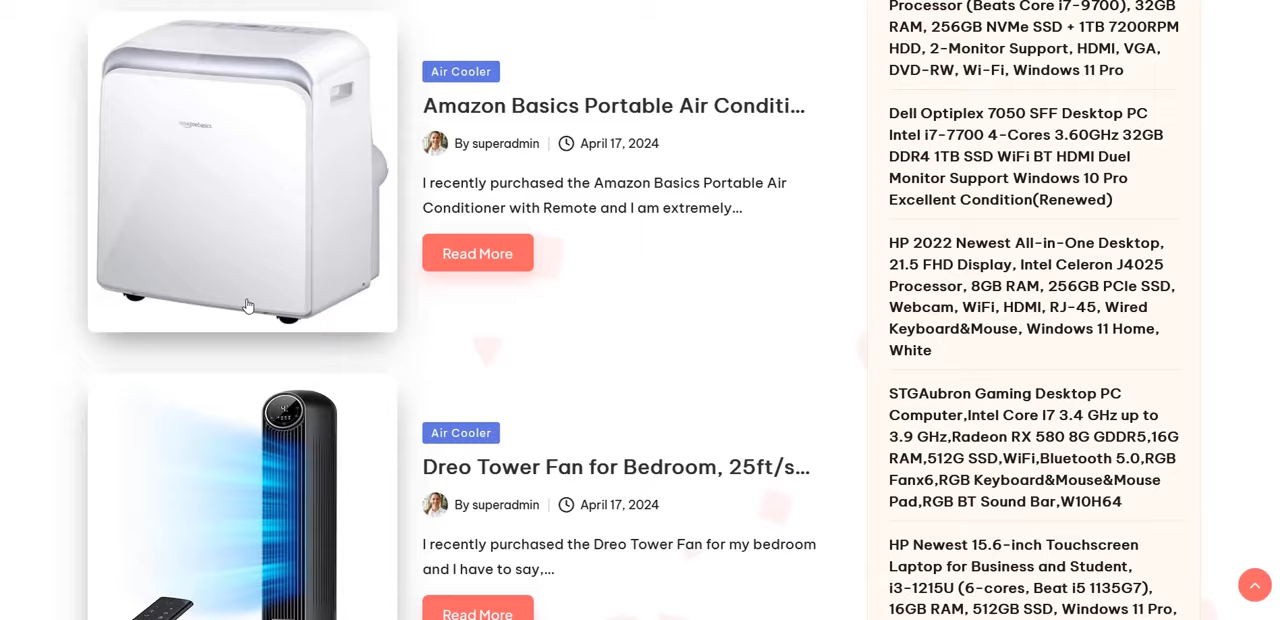 Air Cooler
Amazon Basics Portable Air Conditi...
By superadmin
April 17, 2024
I recently purchased the Amazon Basics Portable Air
Conditioner with Remote and I am extremely...
Read More
Air Cooler
Dreo Tower Fan for Bedroom, 25ft/s...
By superadmin
April 17, 2024
I recently purchased the Dreo Tower Fan for my bedroom
and I have to say,...
Read More
Processor (Beats Core i7-9700), 32GB
RAM, 256GB NVMe SSD + 1TB 7200RPM
HDD, 2-Monitor Support, HDMI, VGA,
DVD-RW, Wi-Fi, Windows 11 Pro
Dell Optiplex 7050 SFF Desktop PC
Intel i7-7700 4-Cores 3.60GHz 32GB
DDR4 1TB SSD WiFi BT HDMI Duel
Monitor Support Windows 10 Pro
Excellent Condition(Renewed)
HP 2022 Newest All-in-One Desktop,
21.5 FHD Display, Intel Celeron J4025
Processor, 8GB RAM, 256GB PCIe SSD,
Webcam, WiFi, HDMI, RJ-45, Wired
Keyboard&Mouse, Windows 11 Home,
White
STGAubron Gaming Desktop PC
Computer,Intel Core I7 3.4 GHz up to
3.9 GHz,Radeon RX 580 8G GDDR5,16G
RAM,512G SSD,WiFi,Bluetooth 5.0,RGB
Fanx6,RGB Keyboard&Mouse&Mouse
Pad,RGB BT Sound Bar,W10H64
HP Newest 15.6-inch Touchscreen
Laptop for Business and Student,
i3-1215U (6-cores, Beat i5 1135G7),
16GB RAM, 512GB SSD, Windows 11 Pro,